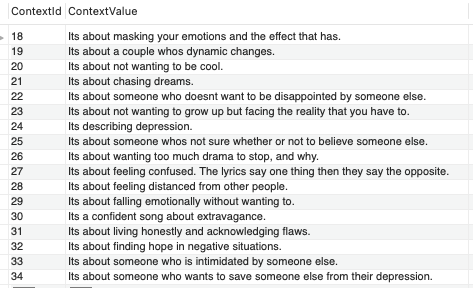 ContextId ContextValue
18 Its about masking your emotions and the effect that has.
19 Its about a couple whos dynamic changes.
20 Its about not wanting to be cool.
21 Its about chasing dreams.
22 Its about someone who doesnt want to be disappointed by someone else.
23 Its about not wanting to grow up but facing the reality that you have to.
24 Its describing depression.
25 Its about someone whos not sure whether or not to believe someone else.
26 Its about wanting too much drama to stop, and why.
27 Its about feeling confused. The lyrics say one thing then they say the opposite.
28 Its about feeling distanced from other people.
29 Its about falling emotionally without wanting to.
30 Its a confident song about extravagance.
31 Its about living honestly and acknowledging flaws.
32 Its about finding hope in negative situations.
33 Its about someone who is intimidated by someone else.
34 Its about someone who wants to save someone else from their depression.